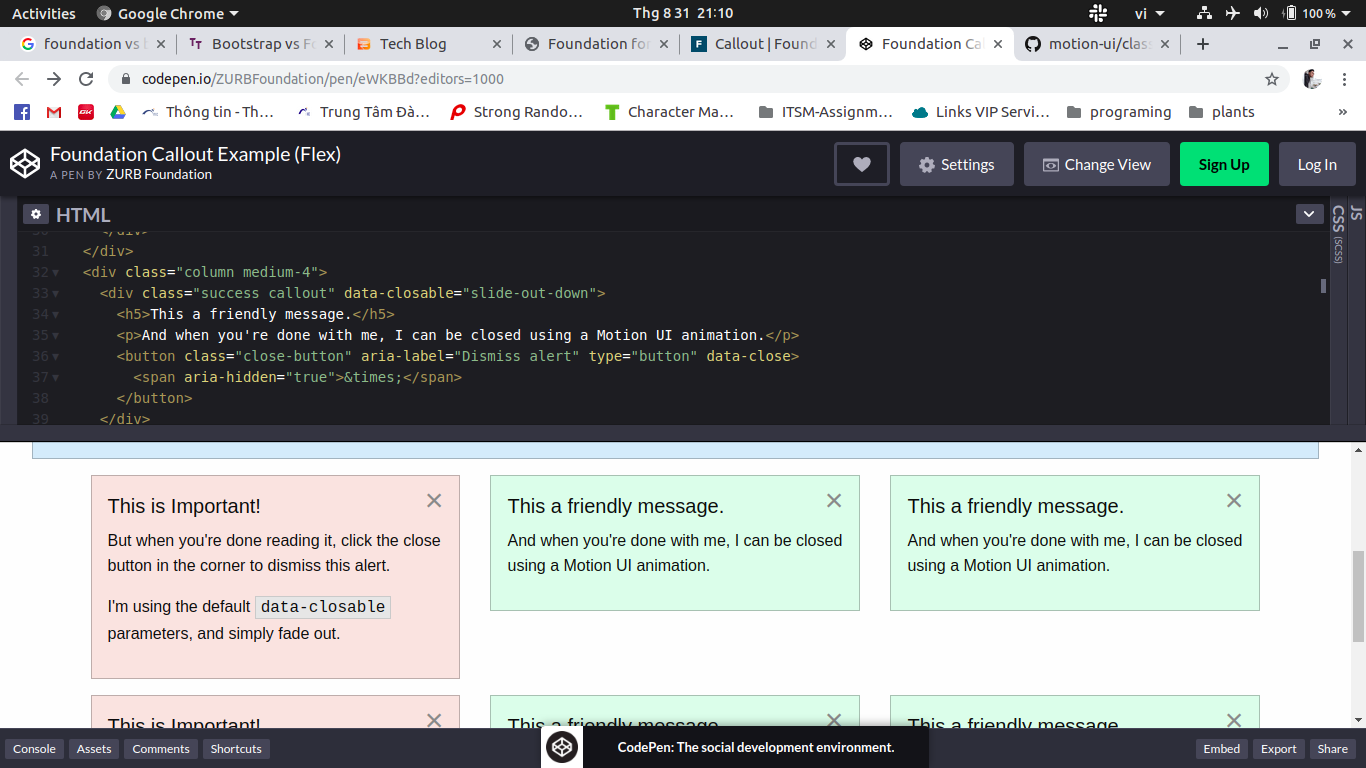 Activities Google Chrome Thg 8 31 21:10 vi 100 %
foundation vs b Bootstrap vs Fo Tech Blog Foundation for Callout | Found Foundation Cal motion-ui/clas
codepen.io/ZURBFoundation/pen/eWKBBd?editors=1000
Thông tin - Th… Trung Tâm Đà… Strong Rando… Character Ma… ITSM-Assignm… Links VIP Servi… programing plants »
Foundation Callout Example (Flex)
A PEN BY ZURB Foundation
Settings Change View Sign Up Log In
HTML
CSS (SCSS)
JS
30 </div>
31 </div>
32 <div class="column medium-4">
33 <div class="success callout" data-closable="slide-out-down">
34 <h5>This a friendly message.</h5>
35 <p>And when you're done with me, I can be closed using a Motion UI animation.</p>
36 <button class="close-button" aria-label="Dismiss alert" type="button" data-close>
37 <span aria-hidden="true">&times;</span>
38 </button>
39 </div>
This is Important! ×
But when you're done reading it, click the close
button in the corner to dismiss this alert.
I'm using the default data-closable
parameters, and simply fade out.
This a friendly message. ×
And when you're done with me, I can be closed
using a Motion UI animation.
This a friendly message. ×
And when you're done with me, I can be closed
using a Motion UI animation.
This is Important! ×
This a friendly message. ×
This a friendly message. ×
Console Assets Comments Shortcuts
CodePen: The social development environment.
Embed Export Share